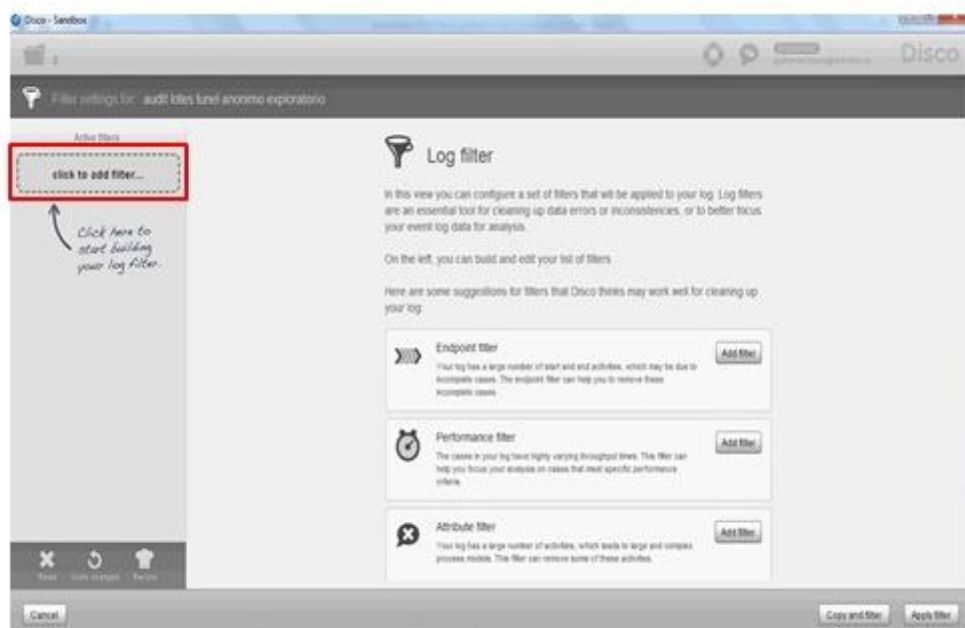 Disco - Sandbox
Disco
Filter settings for: audit lotes tunel anonimo exploratorio
Active filters
click to add filter...
Click here to
start building
your log filter.
Log filter
In this view you can configure a set of filters that will be applied to your log. Log filters
are an essential tool for cleaning up data errors or inconsistencies, or to better focus
your event log data for analysis.
On the left, you can build and edit your list of filters.
Here are some suggestions for filters that Disco thinks may work well for cleaning up
your log:
Endpoint filter
Your log has a large number of start and end activities, which may be due to
incomplete cases. The endpoint filter can help you to remove these
incomplete cases.
Add filter
Performance filter
The cases in your log have highly varying throughput times. This filter can
help you focus your analysis on cases that meet specific performance
criteria.
Add filter
Attribute filter
Your log has a large number of activities, which leads to large and complex
process models. This filter can remove some of these activities.
Add filter
Reset
Undo changes
Recipe
Cancel
Copy and filter
Apply filter